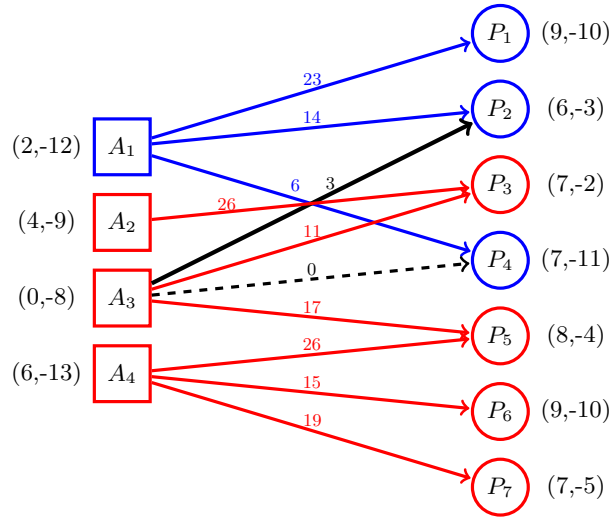 P₁ (9,-10)
23
14
P₂ (6,-3)
(2,-12) A₁
6
3
P₃ (7,-2)
(4,-9) A₂
26
11
P₄ (7,-11)
0
(0,-8) A₃
17
P₅ (8,-4)
26
(6,-13) A₄
15
P₆ (9,-10)
19
P₇ (7,-5)